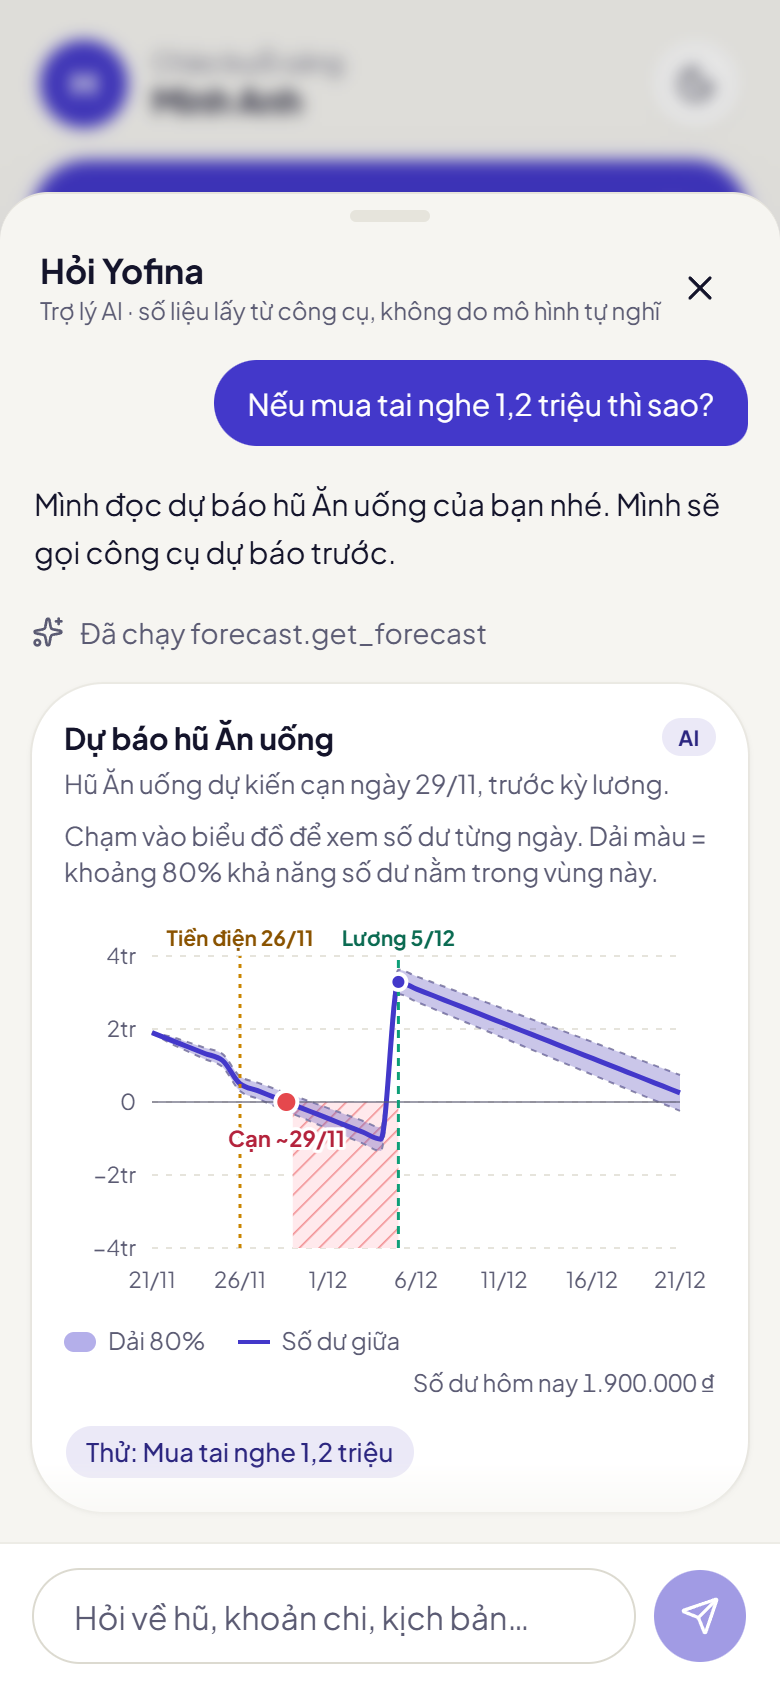 Minh Anh
Hỏi Yofina
Trợ lý AI · số liệu lấy từ công cụ, không do mô hình tự nghĩ
Nếu mua tai nghe 1,2 triệu thì sao?
Mình đọc dự báo hũ Ăn uống của bạn nhé. Mình sẽ
gọi công cụ dự báo trước.
Đã chạy forecast.get_forecast
Dự báo hũ Ăn uống
AI
Hũ Ăn uống dự kiến cạn ngày 29/11, trước kỳ lương.
Chạm vào biểu đồ để xem số dư từng ngày. Dải màu =
khoảng 80% khả năng số dư nằm trong vùng này.
Tiền điện 26/11 Lương 5/12
4tr
2tr
0
Cạn ~29/11
−2tr
−4tr
21/11 26/11 1/12 6/12 11/12 16/12 21/12
Dải 80% Số dư giữa
Số dư hôm nay 1.900.000 ₫
Thử: Mua tai nghe 1,2 triệu
Hỏi về hũ, khoản chi, kịch bản...